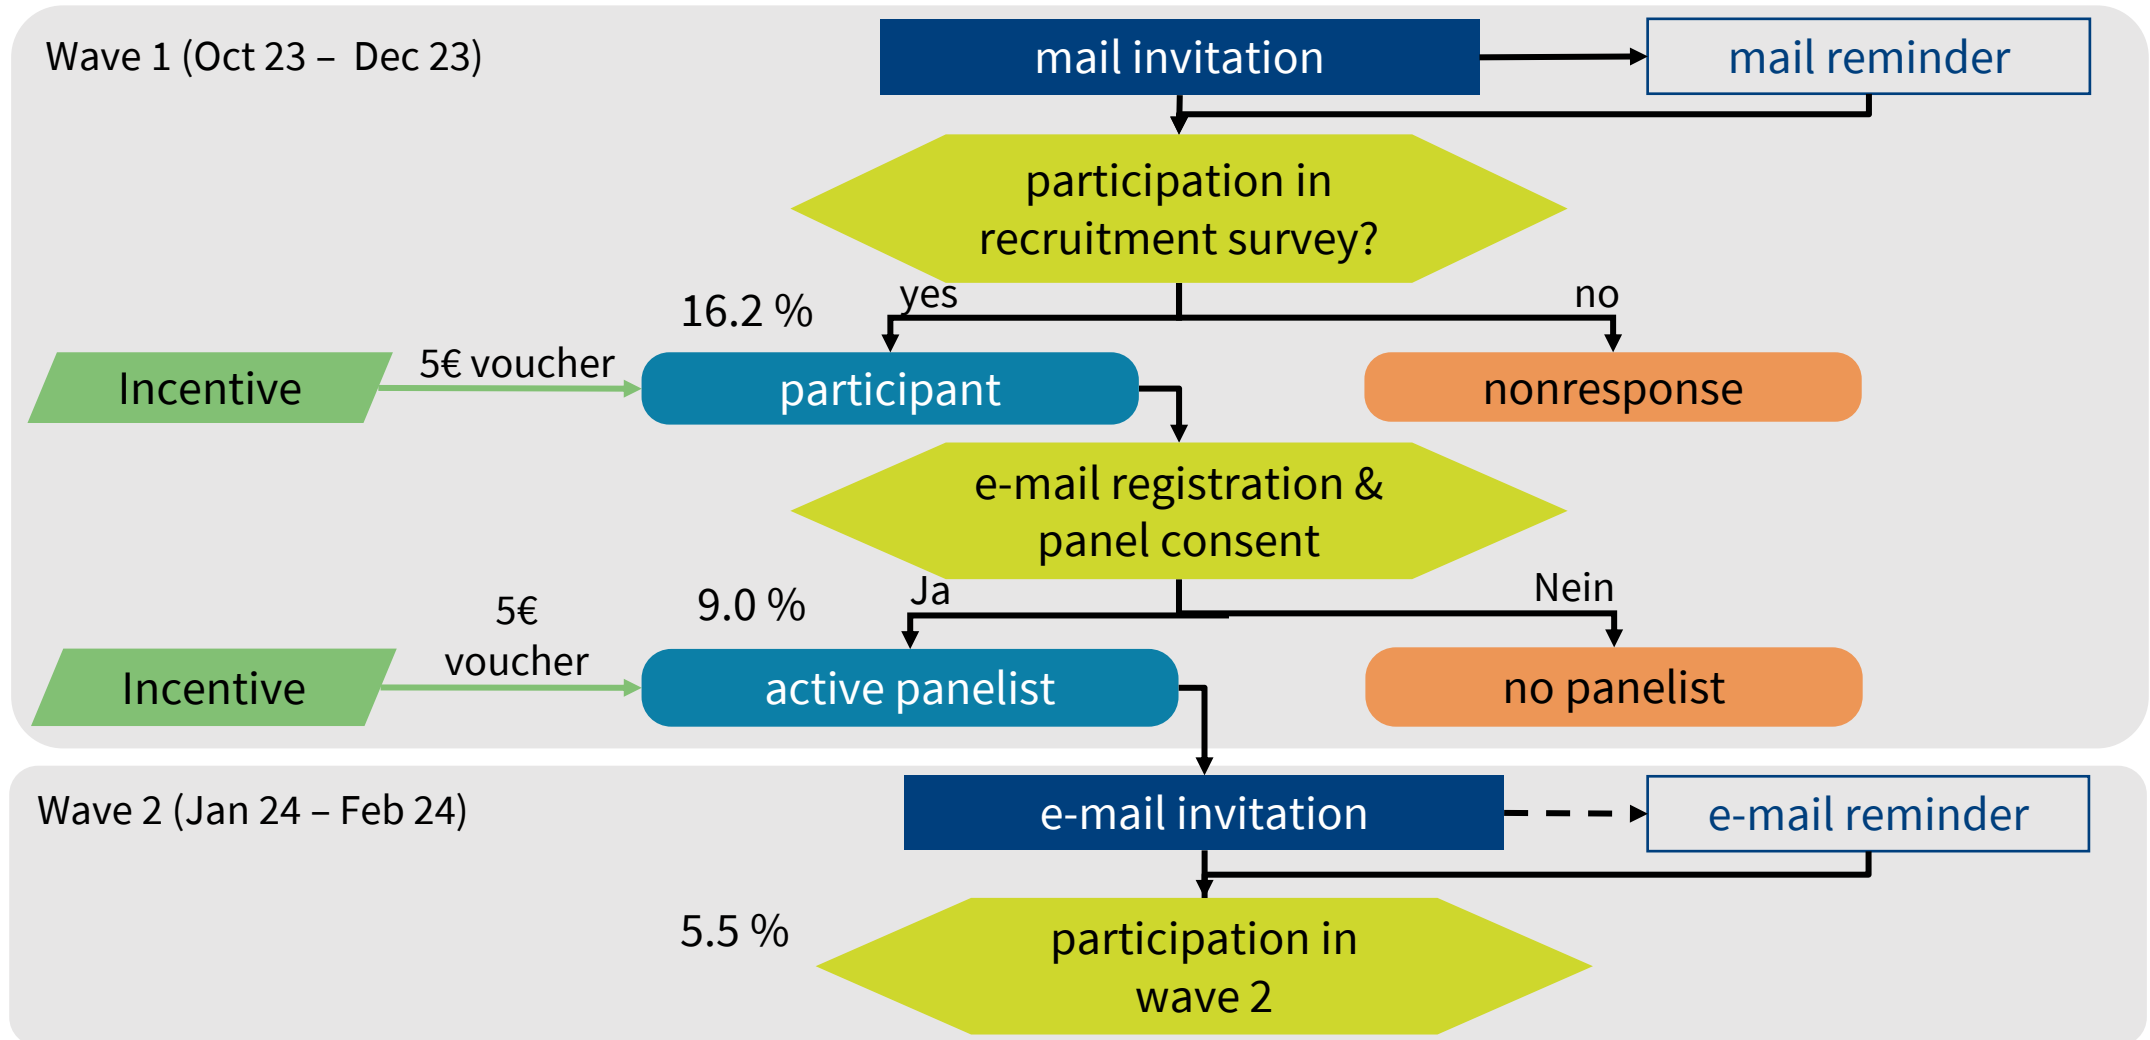 Wave 1 (Oct 23 – Dec 23)
mail invitation
mail reminder
participation in
recruitment survey?
yes
no
16.2 %
Incentive
5€ voucher
participant
nonresponse
e-mail registration &
panel consent
Ja
Nein
9.0 %
Incentive
5€
voucher
active panelist
no panelist
Wave 2 (Jan 24 – Feb 24)
e-mail invitation
e-mail reminder
5.5 %
participation in
wave 2